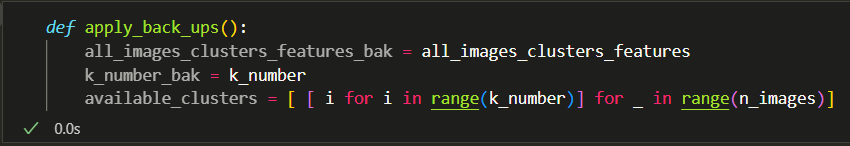 def apply_back_ups():
    all_images_clusters_features_bak = all_images_clusters_features
    k_number_bak = k_number
    available_clusters = [ [ i for i in range(k_number)] for _ in range(n_images)]
✓ 0.0s